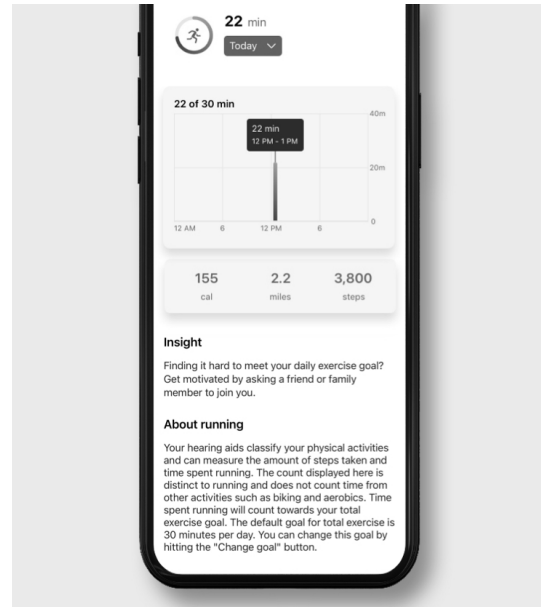 22 min
Today
22 of 30 min
40m
22 min
12 PM - 1 PM
20m
0
12 AM 6 12 PM 6
155 2.2 3,800
cal miles steps
Insight
Finding it hard to meet your daily exercise goal?
Get motivated by asking a friend or family
member to join you.
About running
Your hearing aids classify your physical activities
and can measure the amount of steps taken and
time spent running. The count displayed here is
distinct to running and does not count time from
other activities such as biking and aerobics. Time
spent running will count towards your total
exercise goal. The default goal for total exercise is
30 minutes per day. You can change this goal by
hitting the "Change goal" button.